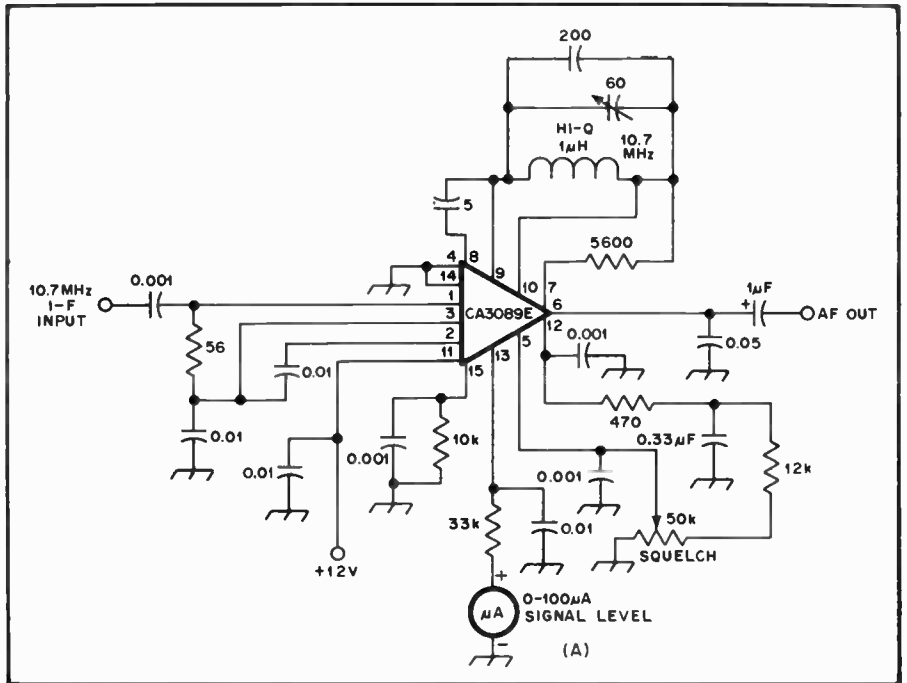 200
60
HI-Q
1µH
10.7
MHz
5
5600
4
8
14
9
10
7
10.7MHz
I-F
INPUT
0.001
1
3
2
11
CA3089E
6
12
5
13
15
1µF
+
AF OUT
0.05
56
0.01
0.001
470
0.33µF
12k
0.01
0.01
0.001
10k
33k
0.01
0.001
50k
SQUELCH
+12V
+
µA
-
0-100µA
SIGNAL LEVEL
(A)